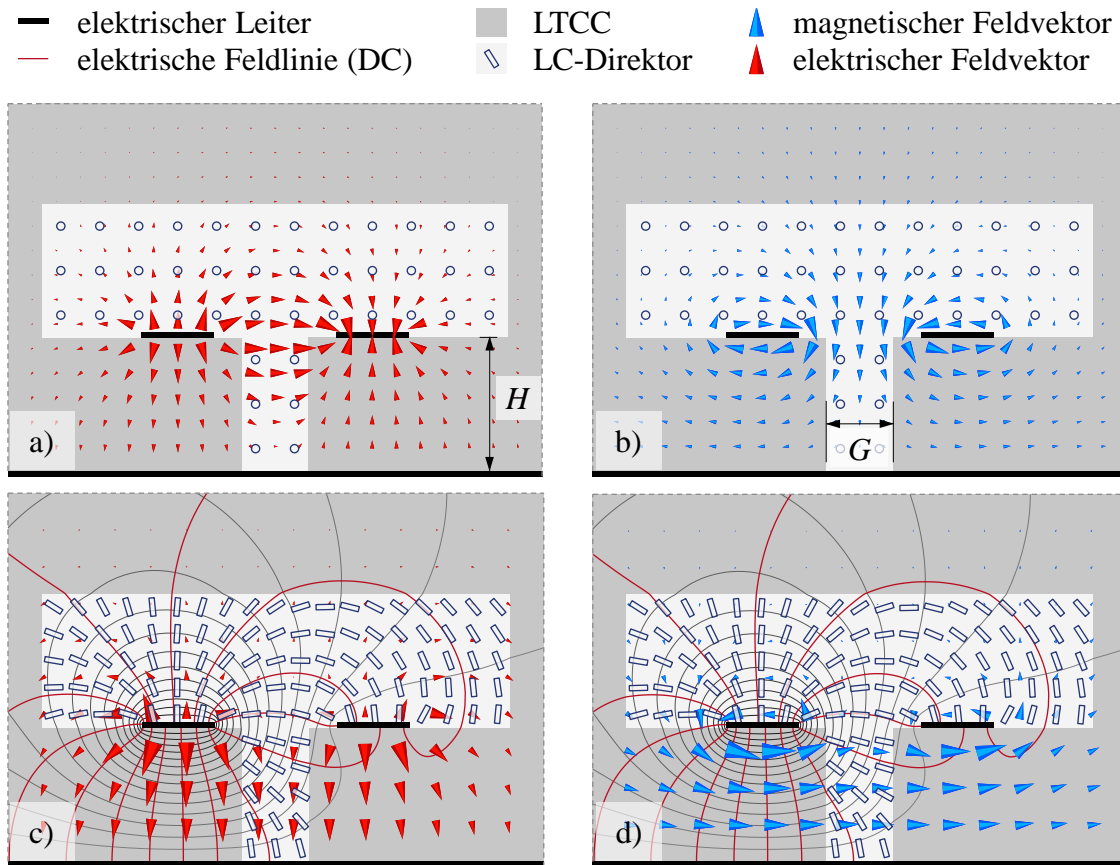 elektrischer Leiter
LTCC
magnetischer Feldvektor
elektrische Feldlinie (DC)
LC-Direktor
elektrischer Feldvektor
a)
H
b)
G
c)
d)